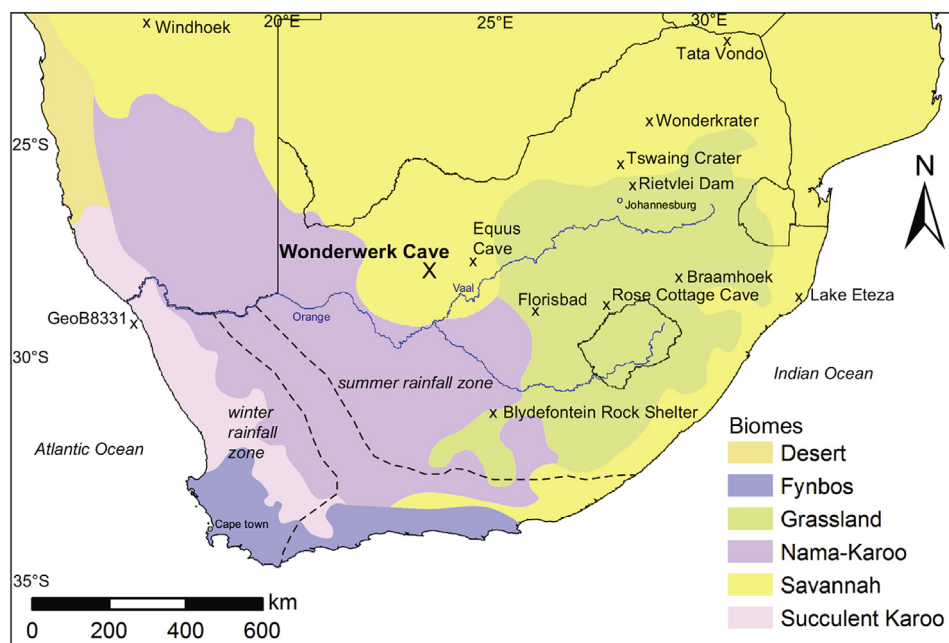 20°E
25°E
30°E
x Windhoek
x
Tata Vondo
x Wonderkrater
25°S
Tswaing Crater
x
x Rietvlei Dam
Johannesburg
N
Equus
Cave
x
Wonderwerk Cave
X
Vaal
x Braamhoek
Florisbad
x
Rose Cottage Cave
x
x Lake Eteza
GeoB8331 x
Orange
30°S
summer rainfall zone
Indian Ocean
winter
rainfall
zone
x Blydefontein Rock Shelter
Atlantic Ocean
Biomes
Desert
Fynbos
Grassland
Nama-Karoo
Savannah
Succulent Karoo
Cape town
35°S
km
0 200 400 600